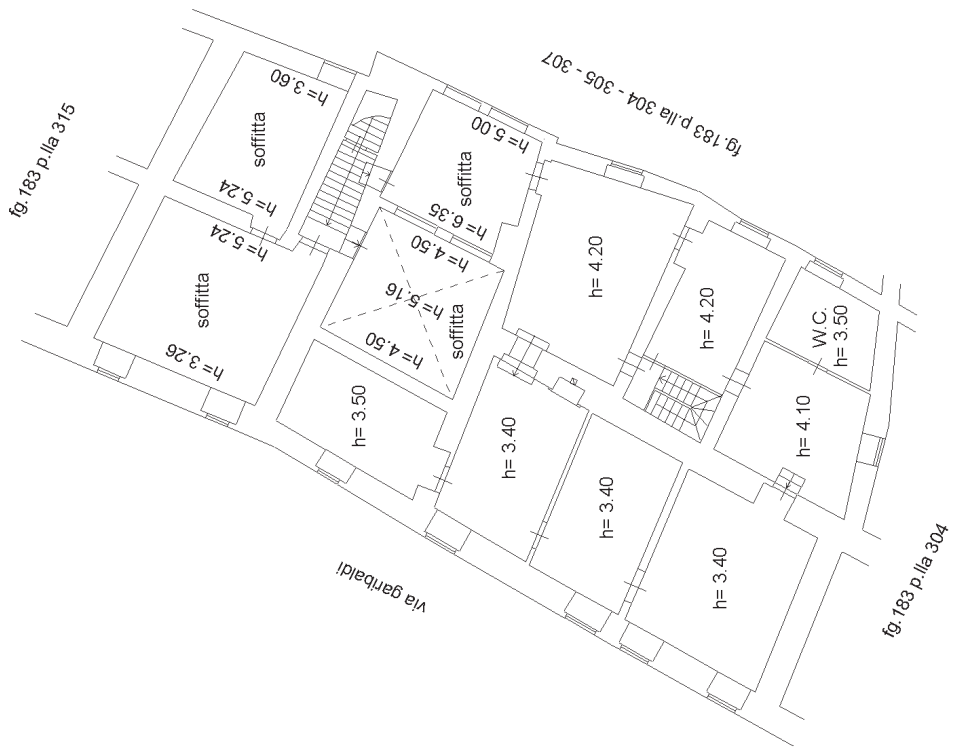 fg.183 p.lla 315
fg.183 p.lla 304 - 305 - 307
h= 3.60
soffitta
h= 5.24
h= 5.24
soffitta
h= 3.26
h= 5.00
soffitta
h= 6.35
h= 4.50
h= 5.16
h= 4.50
soffitta
h= 4.20
h= 4.20
W.C.
h= 3.50
h= 4.10
h= 3.50
h= 3.40
h= 3.40
h= 3.40
via garibaldi
fg.183 p.lla 304